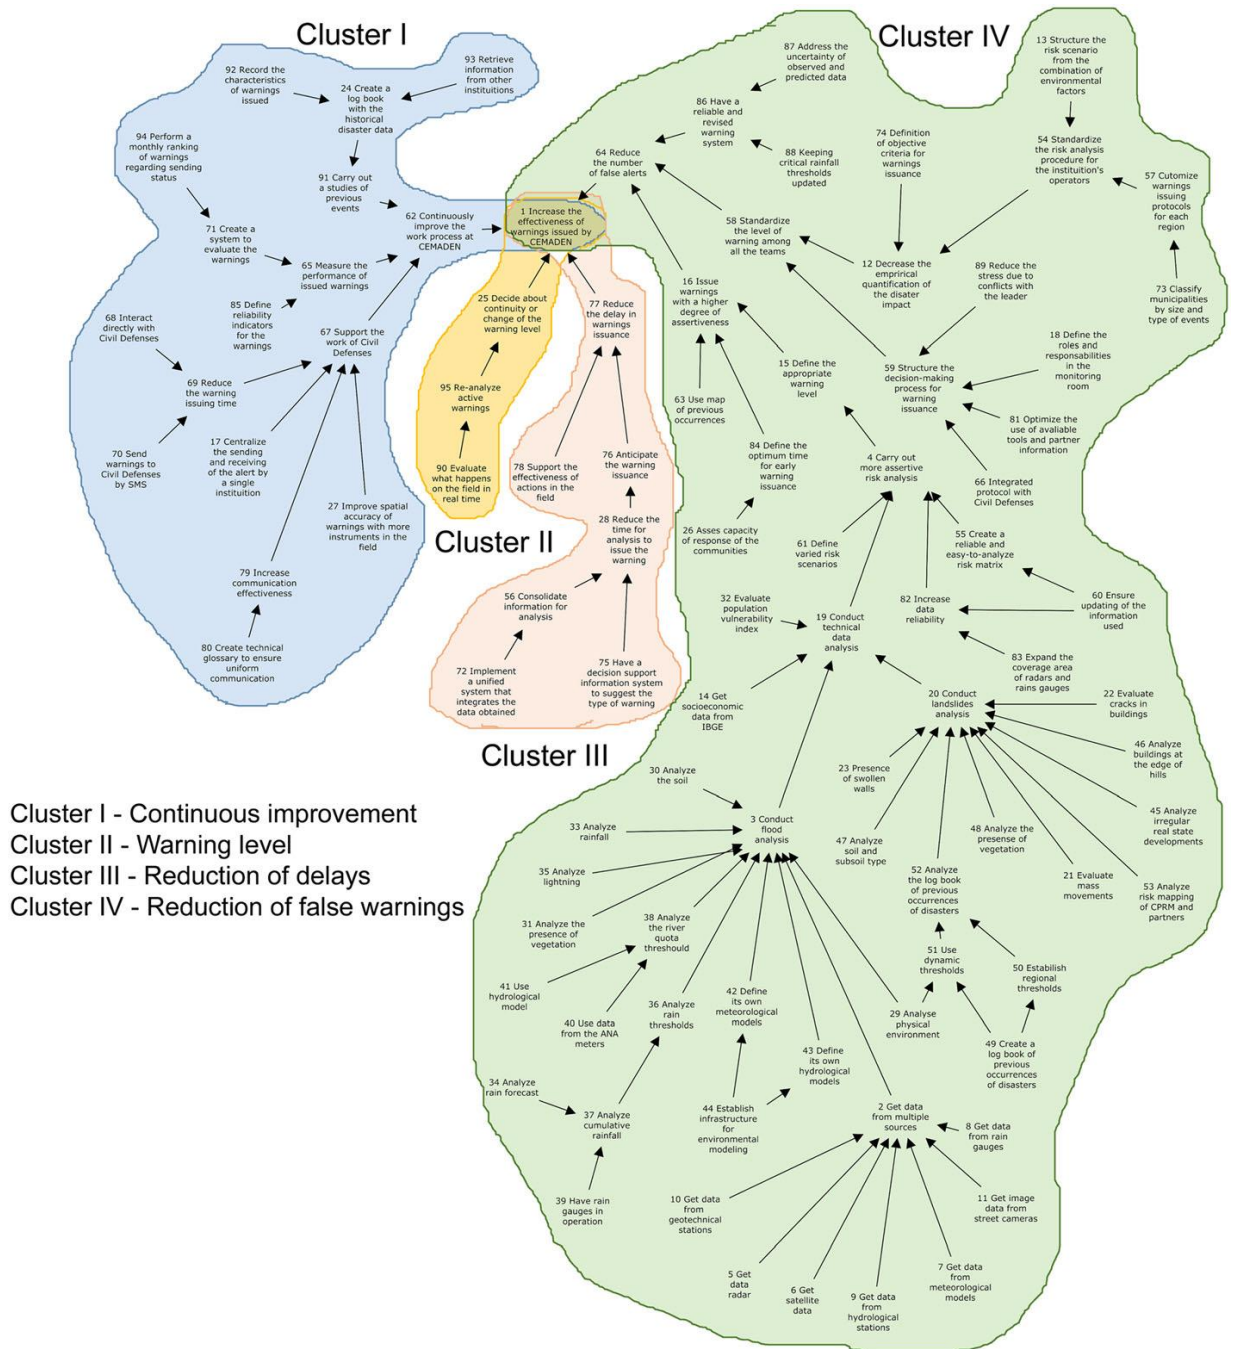 Cluster I
92 Record the
characteristics
of warnings
issued
93 Retrieve
information
from other
instituitions
24 Create a
log book
with the
historical
disaster data
94 Perform a
monthly ranking
of warnings
regarding sending
status
91 Carry out
a studies of
previous
events
62 Continuously
improve the
work process at
CEMADEN
71 Create a
system to
evaluate the
warnings
65 Measure the
performance of
issued warnings
85 Define
reliability
indicators
for the
warnings
68 Interact
directly with
Civil Defenses
67 Support the
work of Civil
Defenses
69 Reduce
the warning
issuing time
70 Send
warnings to
Civil Defenses
by SMS
17 Centralize
the sending
and receiving
of the alert by
a single
instituition
27 Improve spatial
accuracy of
warnings with more
instruments in the
field
79 Increase
communication
effectiveness
80 Create technical
glossary to ensure
uniform
communication
1 Increase the
effectiveness of
warnings issued by
CEMADEN
25 Decide about
continuity or
change of the
warning level
95 Re-analyze
active
warnings
90 Evaluate
what happens
on the field in
real time
Cluster II
77 Reduce
the delay in
warnings
issuance
78 Support the
effectiveness of
actions in the
field
76 Anticipate
the warning
issuance
28 Reduce the
time for
analysis to
issue the
warning
56 Consolidate
information for
analysis
72 Implement
a unified
system that
integrates the
data obtained
75 Have a
decision support
information system
to suggest the
type of warning
Cluster III
Cluster IV
87 Address the
uncertainty of
observed and
predicted data
13 Structure the
risk scenario
from the
combination of
environmental
factors
86 Have a
reliable and
revised
warning
system
64 Reduce
the number
of false alerts
88 Keeping
critical rainfall
thresholds
updated
74 Definition
of objective
criteria for
warnings
issuance
54 Standardize
the risk analysis
procedure for
the institution's
operators
57 Cutomize
warnings
issuing
protocols
for each
region
58 Standardize
the level of
warning among
all the teams
12 Decrease the
emprirical
quantification of
the disater
impact
89 Reduce the
stress due to
conflicts with
the leader
73 Classify
municipalities
by size and
type of events
16 Issue
warnings
with a higher
degree of
assertiveness
15 Define the
appropriate
warning
level
18 Define the
roles and
responsabilities
in the
monitoring
room
59 Structure the
decision-making
process for
warning
issuance
63 Use map
of previous
occurrences
81 Optimize the
use of avaliable
tools and partner
information
84 Define the
optimum time
for early
warning
issuance
4 Carry out
more assertive
risk analysis
66 Integrated
protocol with
Civil Defenses
26 Asses capacity
of response of the
communities
61 Define
varied risk
scenarios
55 Create a
reliable and
easy-to-analyze
risk matrix
32 Evaluate
population
vulnerability
index
19 Conduct
technical
data
analysis
82 Increase
data
reliability
60 Ensure
updating of the
information
used
83 Expand the
coverage area
of radars and
rains gauges
14 Get
socioeconomic
data from
IBGE
20 Conduct
landslides
analysis
22 Evaluate
cracks in
buildings
46 Analyze
buildings at
the edge of
hills
23 Presence
of swollen
walls
45 Analyze
irregular
real state
developments
30 Analyze
the soil
33 Analyze
rainfall
3 Conduct
flood
analysis
47 Analyze
soil and
subsoil type
48 Analyze the
presense of
vegetation
35 Analyze
lightning
52 Analyze
the log book
of previous
occurrences
of disasters
21 Evaluate
mass
movements
53 Analyze
risk mapping
of CPRM and
partners
31 Analyze the
presence of
vegetation
38 Analyze
the river
quota
threshould
51 Use
dynamic
thresholds
50 Estabilish
regional
thresholds
41 Use
hydrological
model
40 Use data
from the ANA
meters
36 Analyze
rain
thresholds
42 Define
its own
meteorological
models
29 Analyse
physical
environment
43 Define
its own
hydrological
models
49 Create a
log book of
previous
occurrences
of disasters
34 Analyze
rain forecast
37 Analyze
cumulative
rainfall
44 Establish
infrastructure
for
environmental
modeling
2 Get data
from multiple
sources
8 Get data
from rain
gauges
39 Have rain
gauges in
operation
10 Get data
from
geotechnical
stations
11 Get image
data from
street cameras
5 Get
data
radar
6 Get
satellite
data
9 Get data
from
hydrological
stations
7 Get data
from
meteorological
models
Cluster I - Continuous improvement
Cluster II - Warning level
Cluster III - Reduction of delays
Cluster IV - Reduction of false warnings